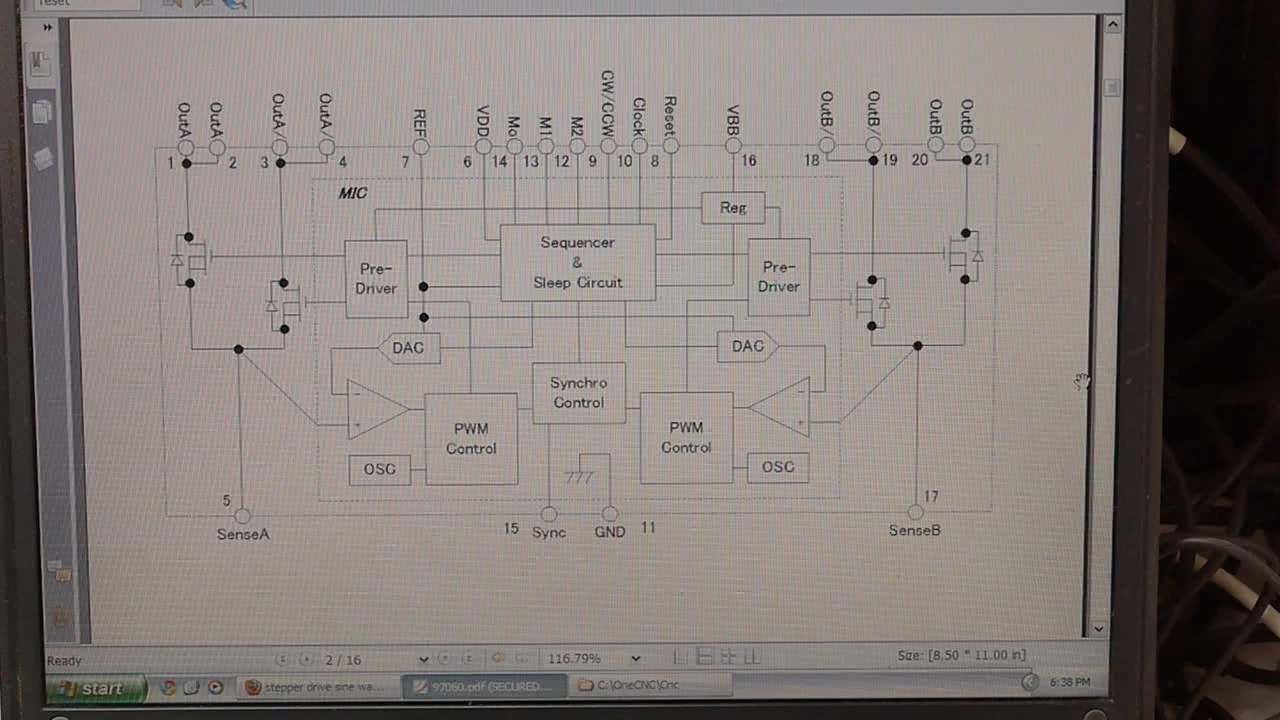 reset
OutA
OutA
OutA/
OutA/
REF
VDD
Mo
M1
M2
CW/CCW
Clock
Reset
VBB
OutB/
OutB/
OutB
OutB
1
2
3
4
7
6
14
13
12
9
10
8
16
18
19
20
21
MIC
Reg
Sequencer
&
Sleep Circuit
Pre-
Driver
Pre-
Driver
DAC
DAC
Synchro
Control
-
+
-
+
PWM
Control
PWM
Control
OSC
OSC
5
17
15
11
SenseA
Sync
GND
SenseB
Ready
2 / 16
116.79%
Size: [8.50 * 11.00 in]
start
stepper drive sine wa...
97060.pdf (SECURED...
C:\OneCNC\Cnc
6:38 PM